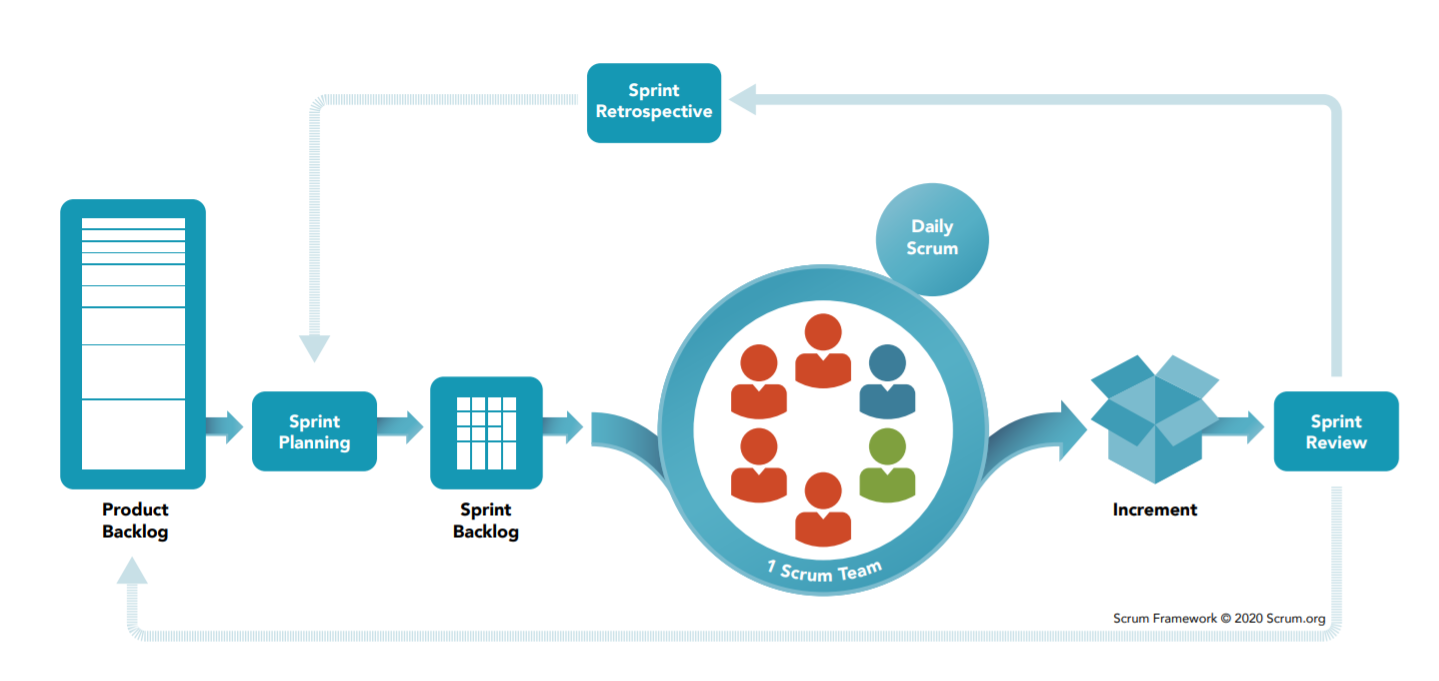 Sprint
Retrospective
Daily
Scrum
Sprint
Planning
Sprint
Review
Product
Backlog
Sprint
Backlog
Increment
1 Scrum Team
Scrum Framework © 2020 Scrum.org